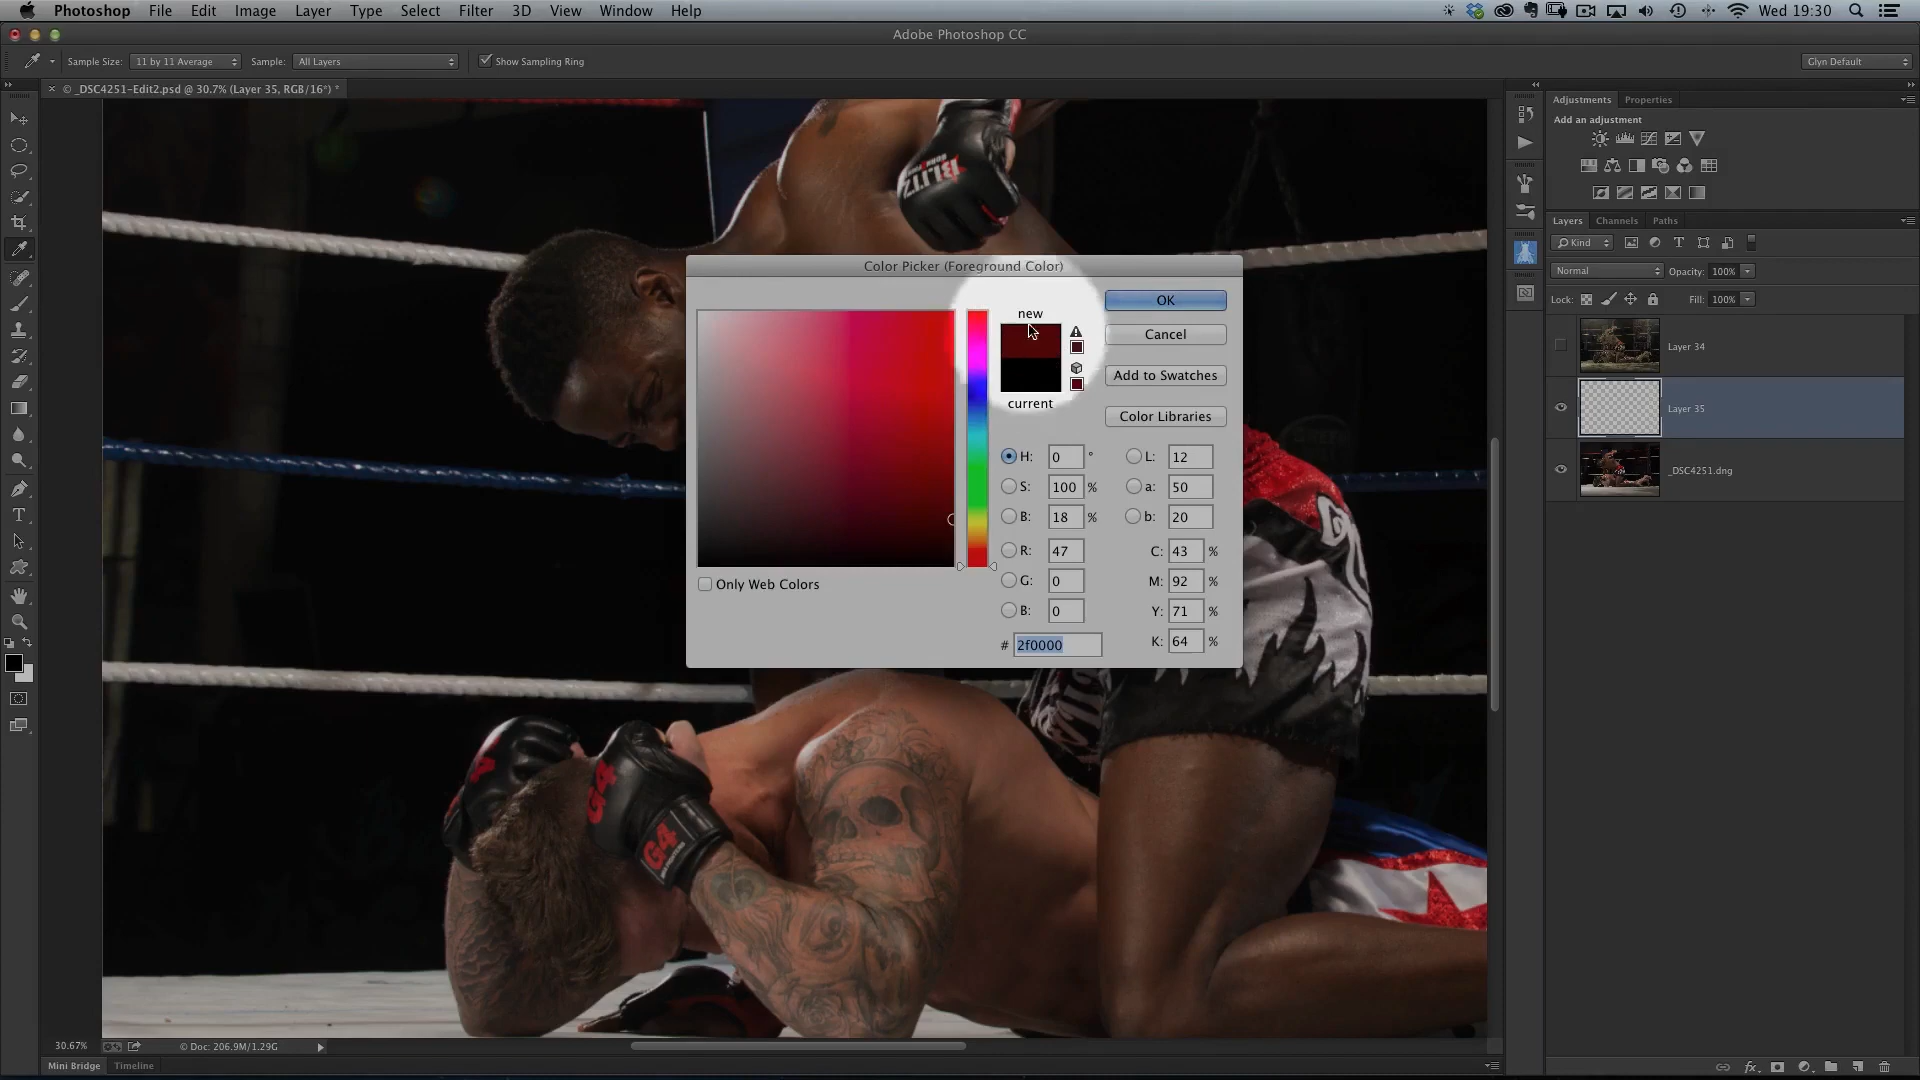 Photoshop File Edit Image Layer Type Select Filter 3D View Window Help Wed 19:30
Adobe Photoshop CC
Sample Size: 11 by 11 Average Sample: All Layers Show Sampling Ring Glyn Default
© _DSC4251-Edit2.psd @ 30.7% (Layer 35, RGB/16*) *
Adjustments Properties
Add an adjustment
Layers Channels Paths
Kind
Normal Opacity: 100%
Lock: Fill: 100%
Layer 34
Layer 35
_DSC4251.dng
BLITZ
Color Picker (Foreground Color)
new
OK
Cancel
Add to Swatches
current
Color Libraries
H: 0 ° L: 12
S: 100 % a: 50
B: 18 % b: 20
R: 47 C: 43 %
G: 0 M: 92 %
B: 0 Y: 71 %
# 2f0000 K: 64 %
Only Web Colors
G4
G4
T
30.67% © Doc: 206.9M/1.29G
Mini Bridge Timeline
fx